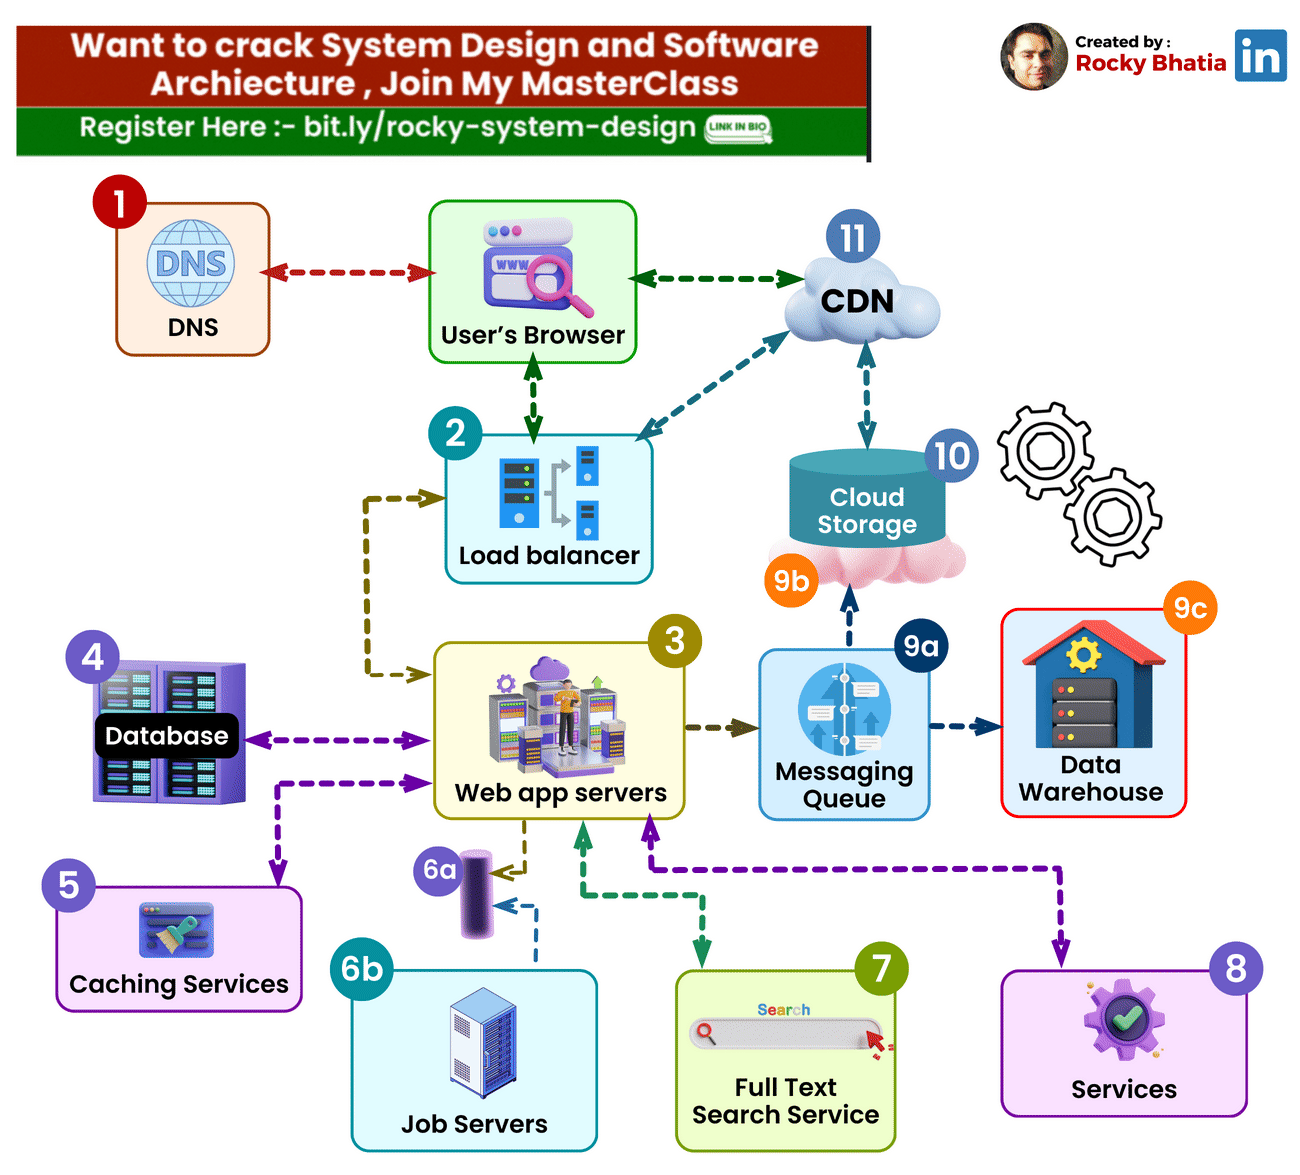 Want to crack System Design and Software
Archiecture , Join My MasterClass
Register Here :- bit.ly/rocky-system-design
LINK IN BIO
Created by :
Rocky Bhatia
in
1
DNS
DNS
WWW
User's Browser
11
CDN
2
Load balancer
10
Cloud
Storage
9b
3
Web app servers
4
Database
9a
Messaging
Queue
9c
Data
Warehouse
5
Caching Services
6a
6b
Job Servers
7
Search
Full Text
Search Service
8
Services